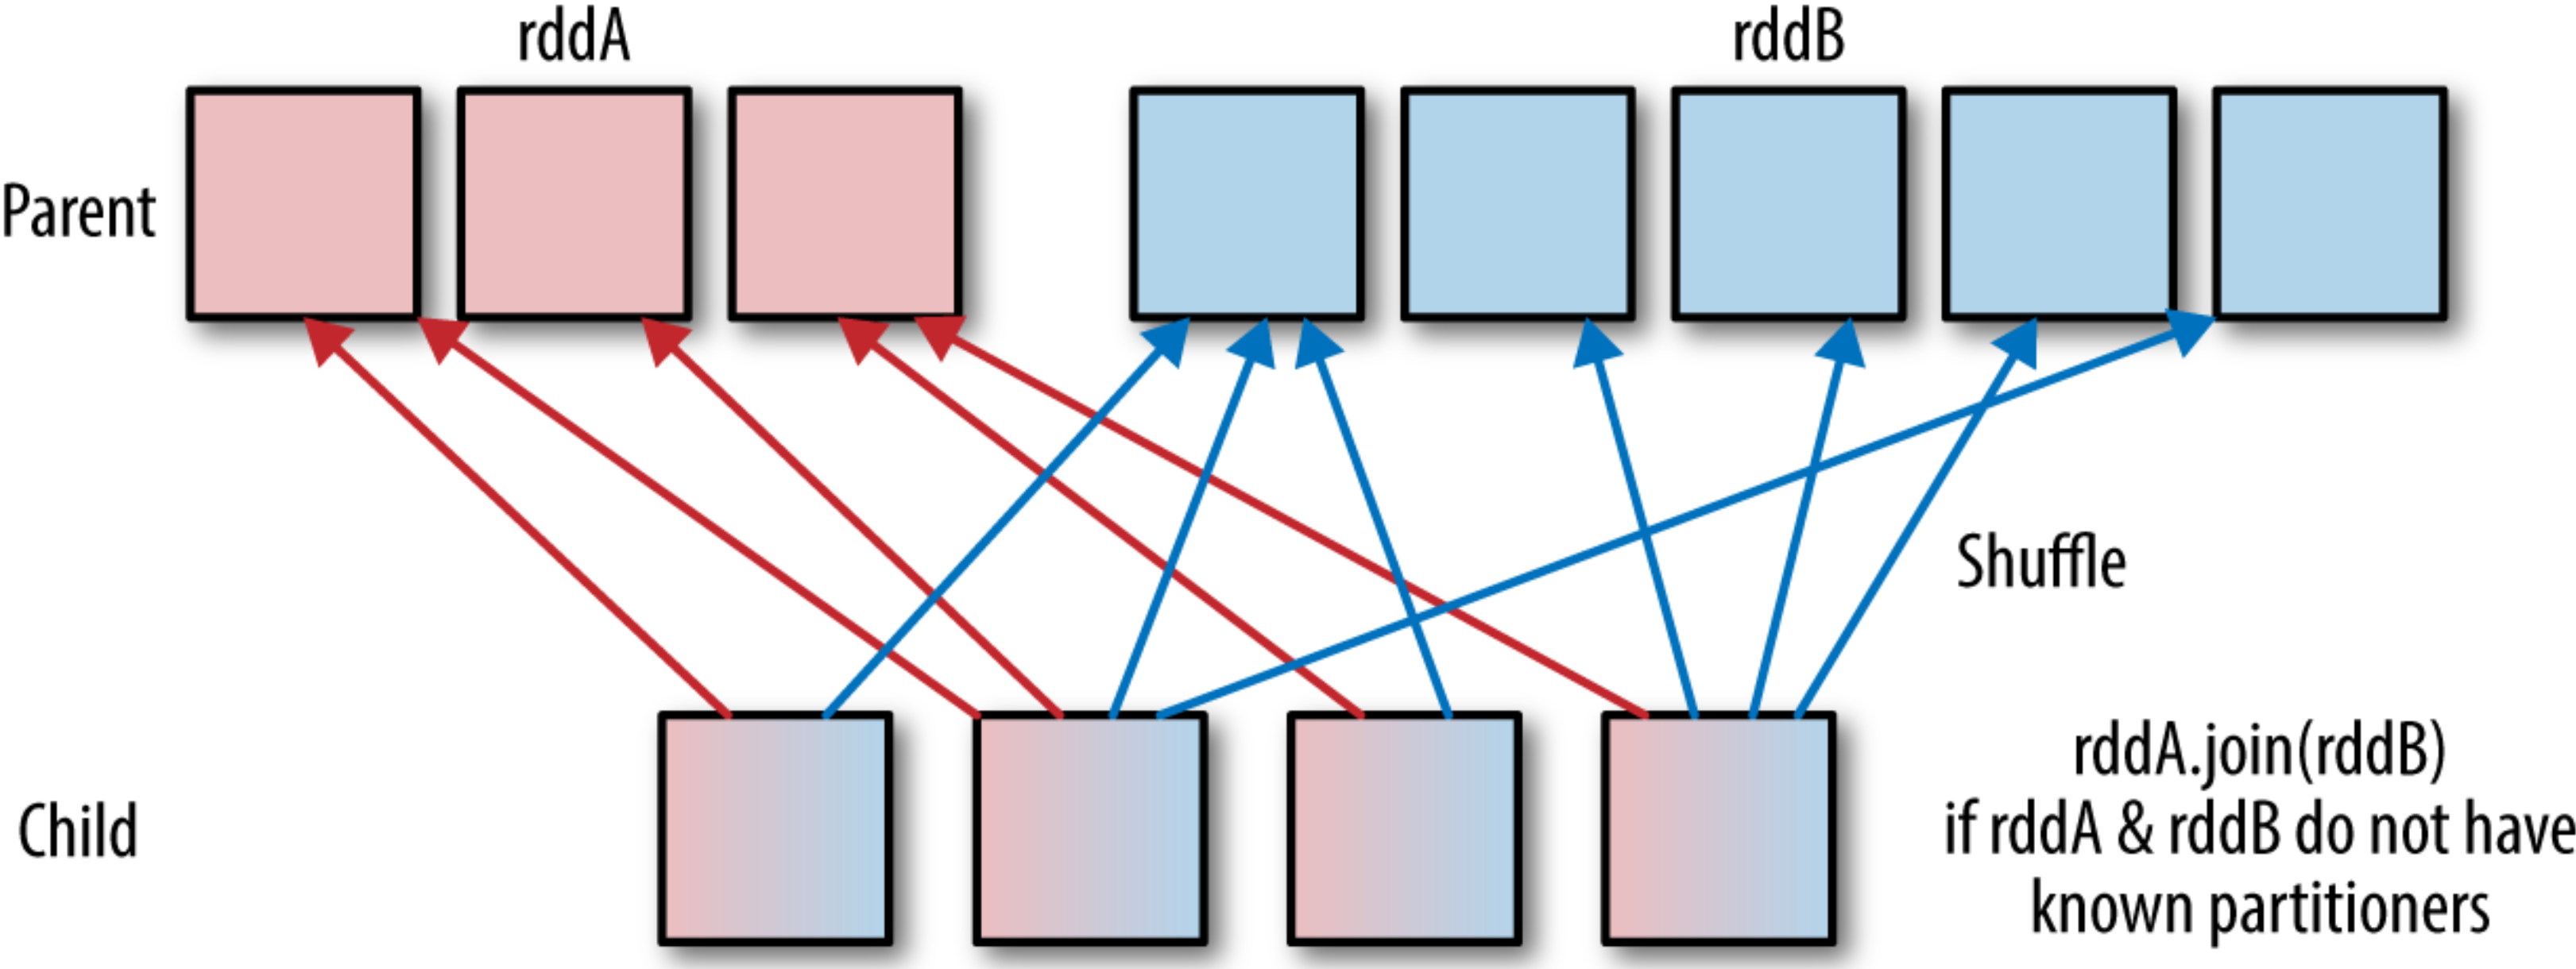 rddA
rddB
Parent
Shuffle
Child
rddA.join(rddB)
if rddA & rddB do not have
known partitioners